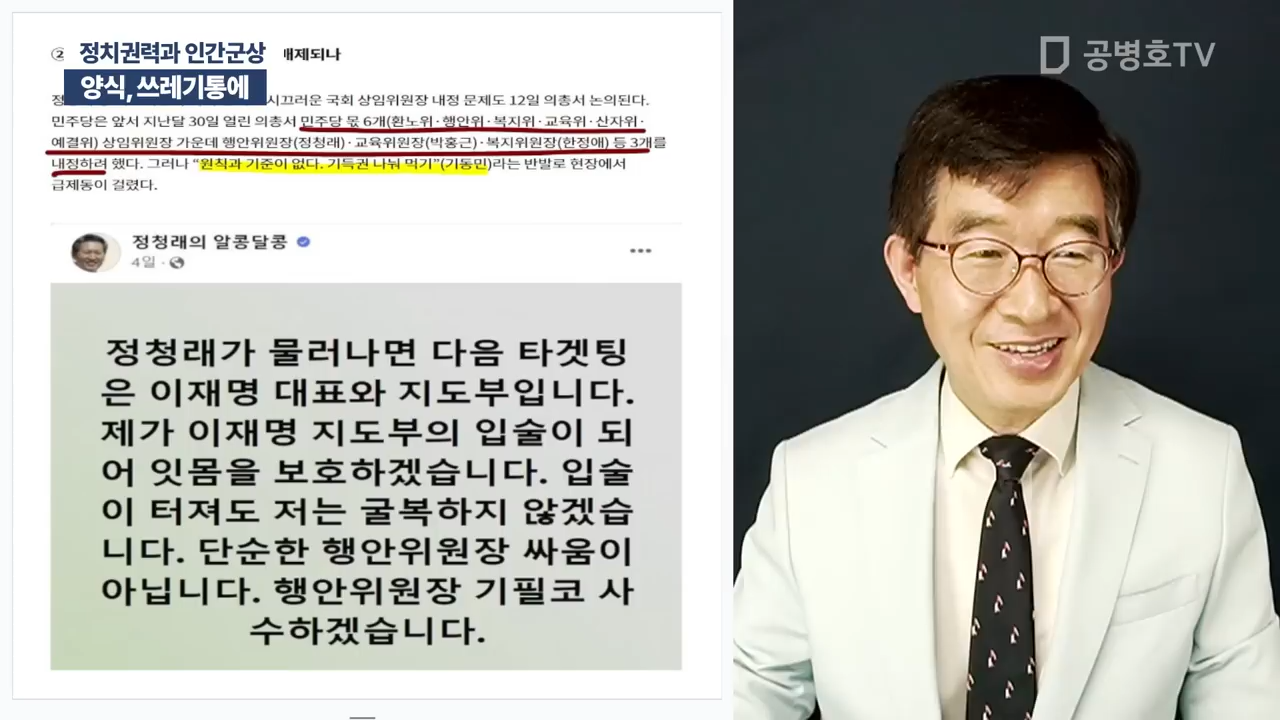 정치권력과 인간군상
양식, 쓰레기통에
공병호TV
② 배제되나
시끄러운 국회 상임위원장 내정 문제도 12일 의총서 논의된다.
민주당은 앞서 지난달 30일 열린 의총서 민주당 몫 6개(환노위·행안위·복지위·교육위·산자위·
예결위) 상임위원장 가운데 행안위원장(정청래)·교육위원장(박홍근)·복지위원장(한정애) 등 3개를
내정하려 했다. 그러나 “원칙과 기준이 없다. 기득권 나눠 먹기”(기동민)라는 반발로 현장에서
급제동이 걸렸다.
정청래의 알콩달콩
4일 ·
정청래가 물러나면 다음 타겟팅
은 이재명 대표와 지도부입니다.
제가 이재명 지도부의 입술이 되
어 잇몸을 보호하겠습니다. 입술
이 터져도 저는 굴복하지 않겠습
니다. 단순한 행안위원장 싸움이
아닙니다. 행안위원장 기필코 사
수하겠습니다.